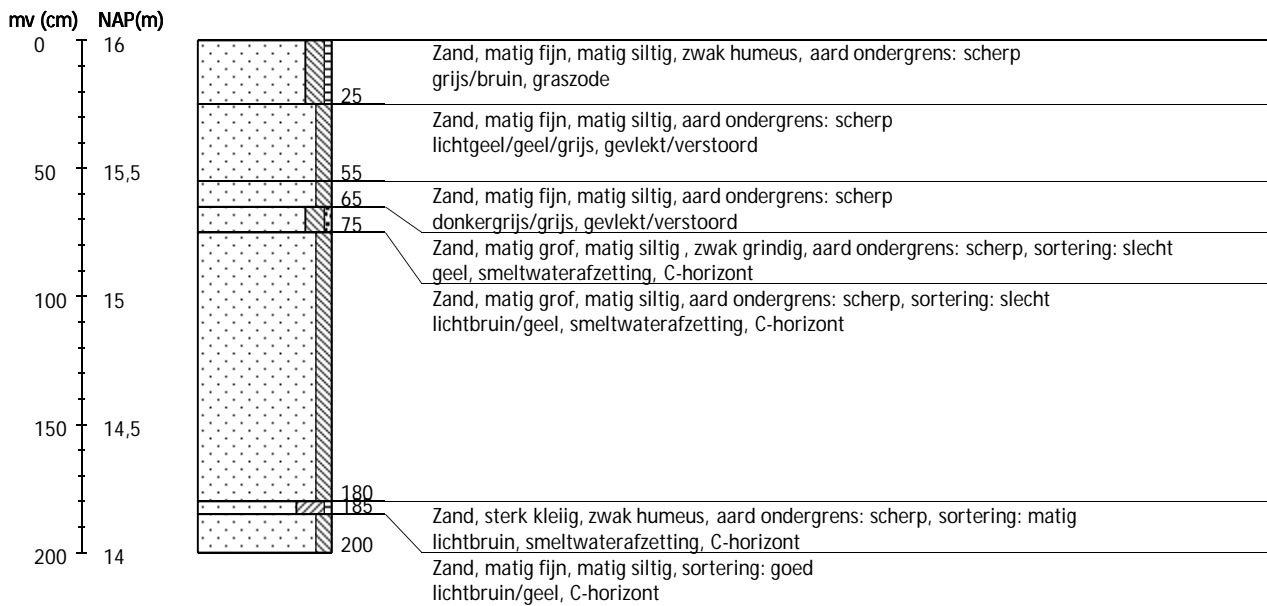 mv (cm) NAP(m)
0 16
Zand, matig fijn, matig siltig, zwak humeus, aard ondergrens: scherp
grijs/bruin, graszode
25
Zand, matig fijn, matig siltig, aard ondergrens: scherp
lichtgeel/geel/grijs, gevlekt/verstoord
50 15,5
55
65
Zand, matig fijn, matig siltig, aard ondergrens: scherp
donkergrijs/grijs, gevlekt/verstoord
75
Zand, matig grof, matig siltig , zwak grindig, aard ondergrens: scherp, sortering: slecht
geel, smeltwaterafzetting, C-horizont
100 15
Zand, matig grof, matig siltig, aard ondergrens: scherp, sortering: slecht
lichtbruin/geel, smeltwaterafzetting, C-horizont
150 14,5
180
185
Zand, sterk kleiig, zwak humeus, aard ondergrens: scherp, sortering: matig
lichtbruin, smeltwaterafzetting, C-horizont
200
200 14
Zand, matig fijn, matig siltig, sortering: goed
lichtbruin/geel, C-horizont